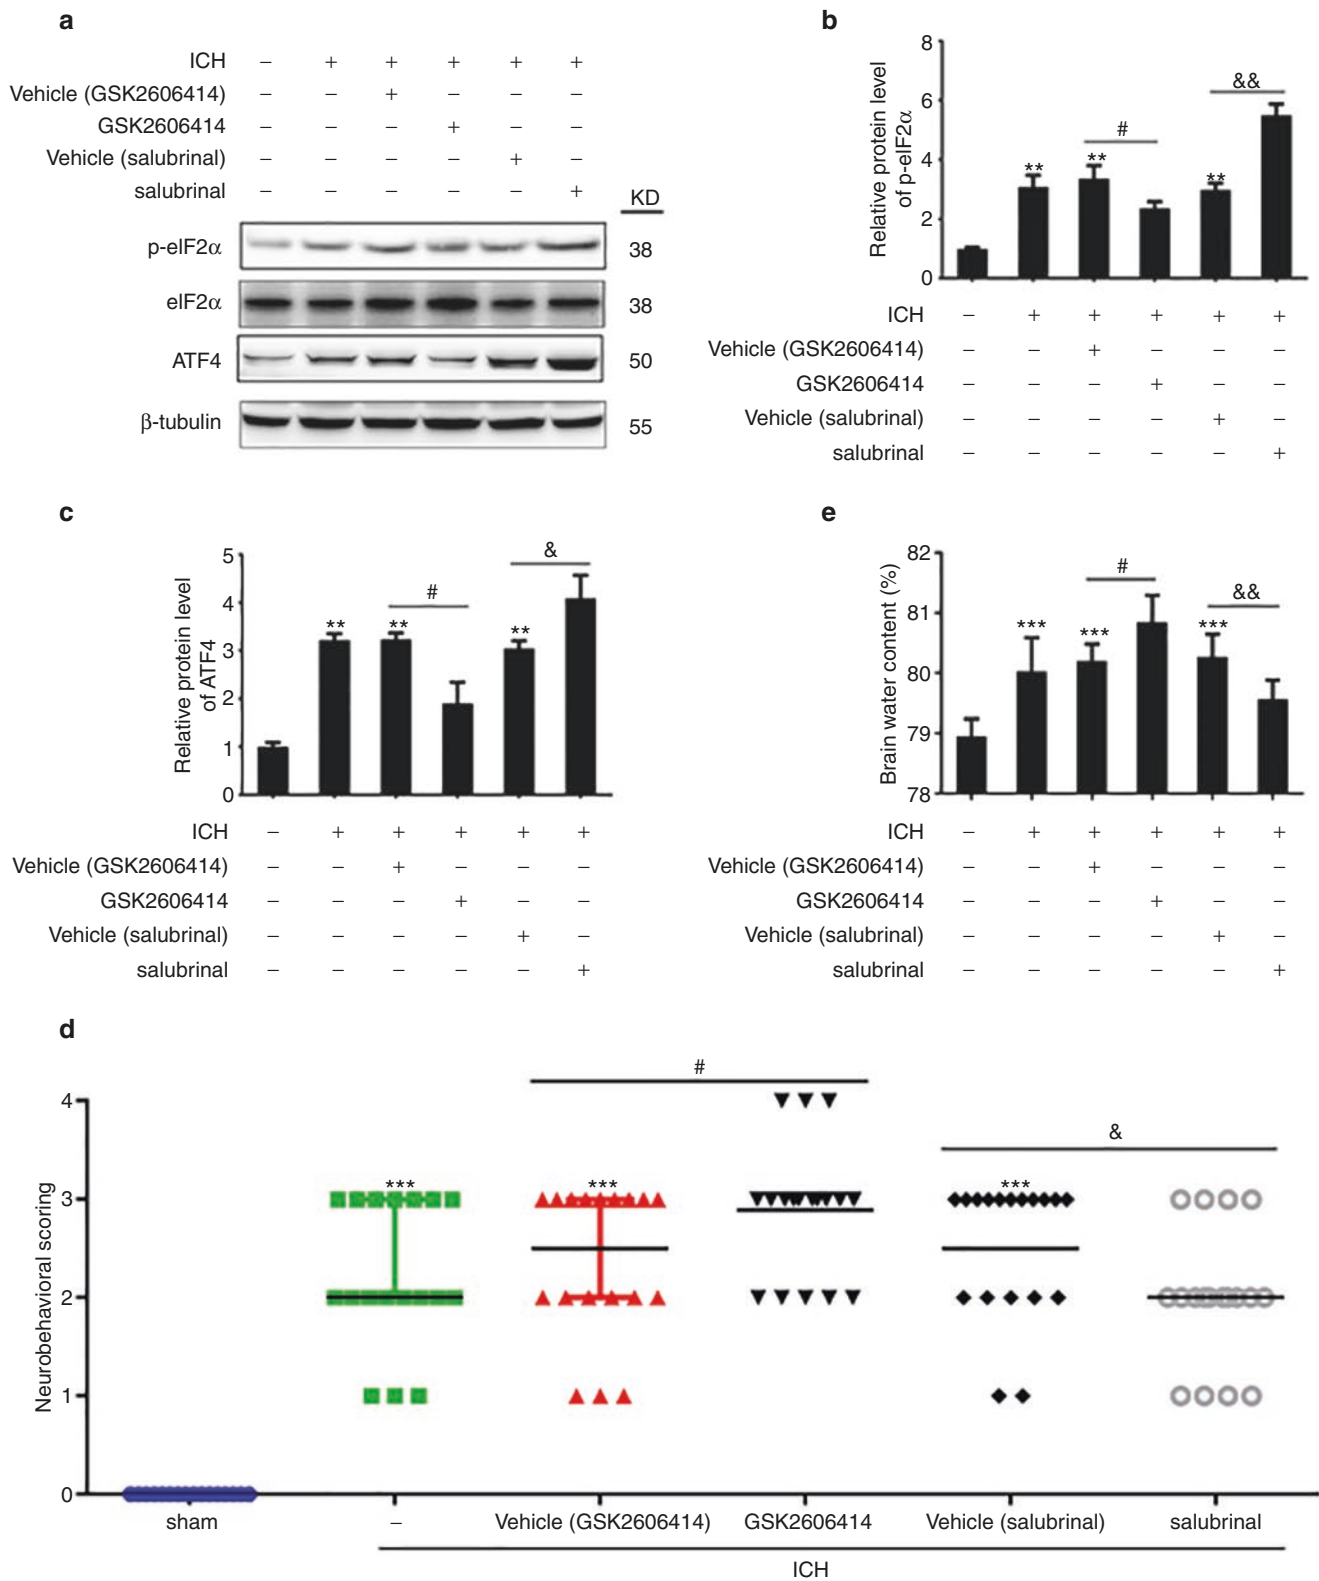 a
ICH − + + + + +
Vehicle (GSK2606414) − − + − − −
GSK2606414 − − − + − −
Vehicle (salubrinal) − − − − + −
salubrinal − − − − − +
KD
p-eIF2α 38
eIF2α 38
ATF4 50
β-tubulin 55
b
Relative protein level
of p-eIF2α
8
6
4
2
0
**
**
#
**
&&
ICH − + + + + +
Vehicle (GSK2606414) − − + − − −
GSK2606414 − − − + − −
Vehicle (salubrinal) − − − − + −
salubrinal − − − − − +
c
Relative protein level
of ATF4
5
4
3
2
1
0
**
**
#
**
&
ICH − + + + + +
Vehicle (GSK2606414) − − + − − −
GSK2606414 − − − + − −
Vehicle (salubrinal) − − − − + −
salubrinal − − − − − +
e
Brain water content (%)
82
81
80
79
78
***
***
#
***
&&
ICH − + + + + +
Vehicle (GSK2606414) − − + − − −
GSK2606414 − − − + − −
Vehicle (salubrinal) − − − − + −
salubrinal − − − − − +
d
Neurobehavioral scoring
4
3
2
1
0
***
***
#
***
&
sham − Vehicle (GSK2606414) GSK2606414 Vehicle (salubrinal) salubrinal
ICH